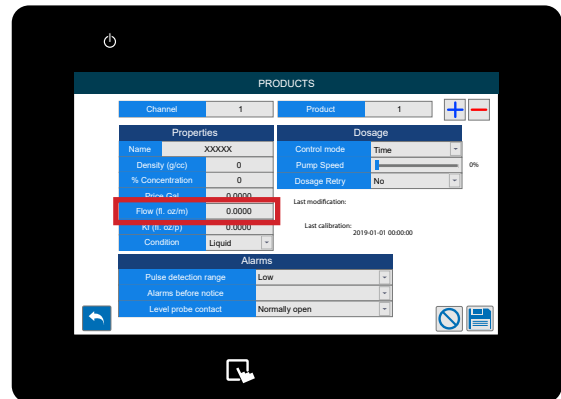 PRODUCTS
Channel 1 Product 1
Properties
Name XXXXX
Density (g/cc) 0
% Concentration 0
Price Gal 0.0000
Flow (fl. oz/m) 0.0000
Kf (fl. oz/p) 0.0000
Condition Liquid
Dosage
Control mode Time
Pump Speed 0%
Dosage Retry No
Last modification:
Last calibration:
2019-01-01 00:00:00
Alarms
Pulse detection range Low
Alarms before notice
Level probe contact Normally open